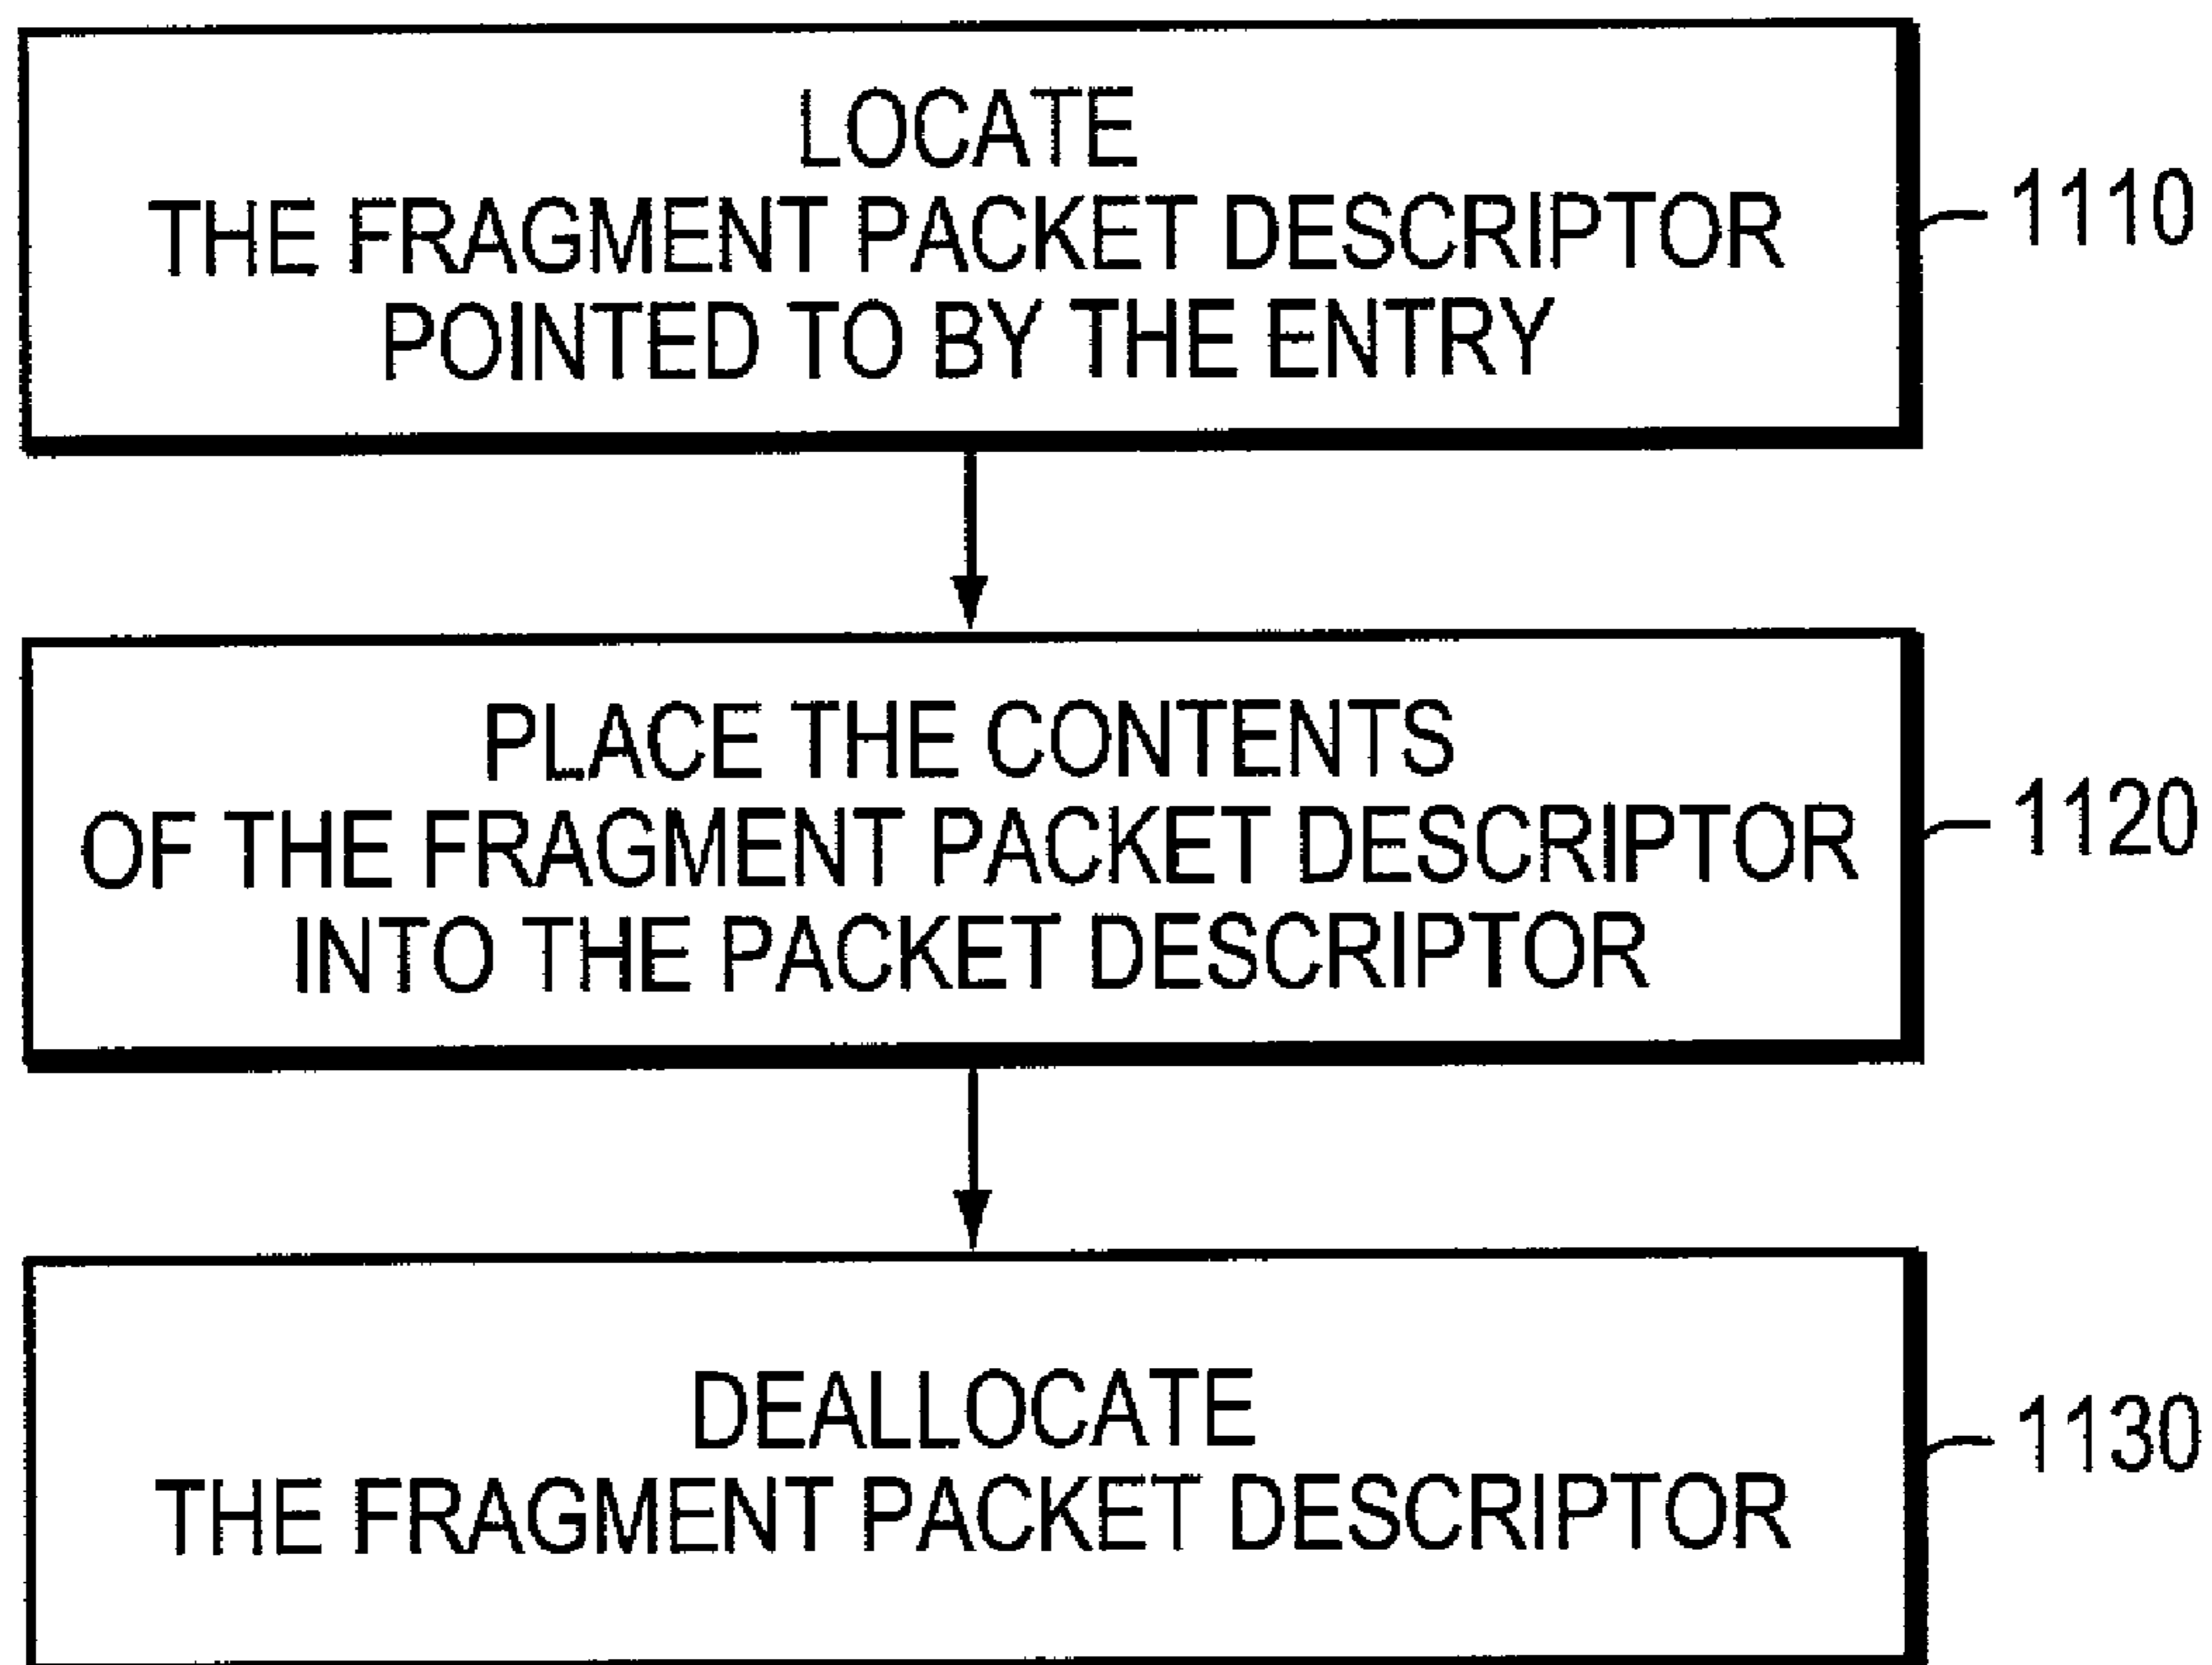 LOCATE
THE FRAGMENT PACKET DESCRIPTOR
POINTED TO BY THE ENTRY
1110
PLACE THE CONTENTS
OF THE FRAGMENT PACKET DESCRIPTOR
INTO THE PACKET DESCRIPTOR
1120
DEALLOCATE
THE FRAGMENT PACKET DESCRIPTOR
1130